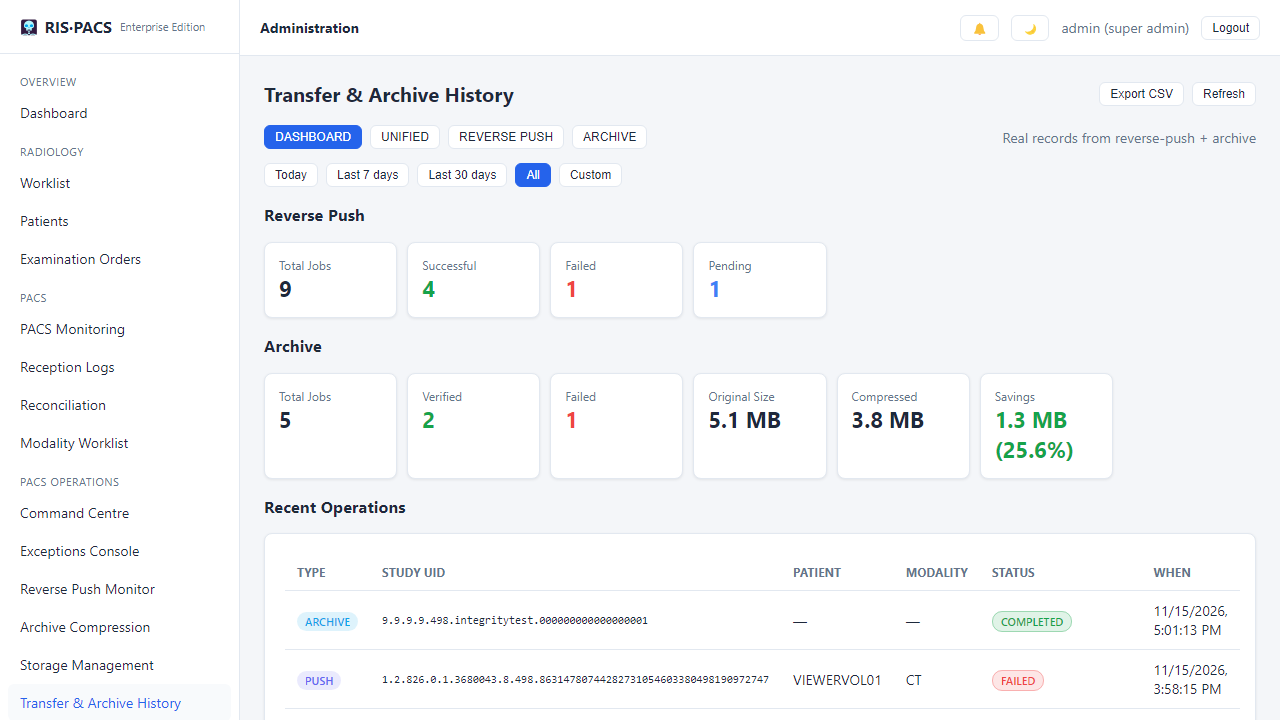 RIS·PACS Enterprise Edition
OVERVIEW
Dashboard
RADIOLOGY
Worklist
Patients
Examination Orders
PACS
PACS Monitoring
Reception Logs
Reconciliation
Modality Worklist
PACS OPERATIONS
Command Centre
Exceptions Console
Reverse Push Monitor
Archive Compression
Storage Management
Transfer & Archive History
Administration
admin (super admin) Logout
Transfer & Archive History
Export CSV Refresh
DASHBOARD UNIFIED REVERSE PUSH ARCHIVE
Real records from reverse-push + archive
Today Last 7 days Last 30 days All Custom
Reverse Push
Total Jobs Successful Failed Pending
9 4 1 1
Archive
Total Jobs Verified Failed Original Size Compressed Savings
5 2 1 5.1 MB 3.8 MB 1.3 MB
(25.6%)
Recent Operations
TYPE STUDY UID PATIENT MODALITY STATUS WHEN
ARCHIVE 9.9.9.9.498.integritytest.000000000000000001 — — COMPLETED 11/15/2026,
5:01:13 PM
PUSH 1.2.826.0.1.3680043.8.498.86314780744282731054603380498190972747 VIEWERVOL01 CT FAILED 11/15/2026,
3:58:15 PM